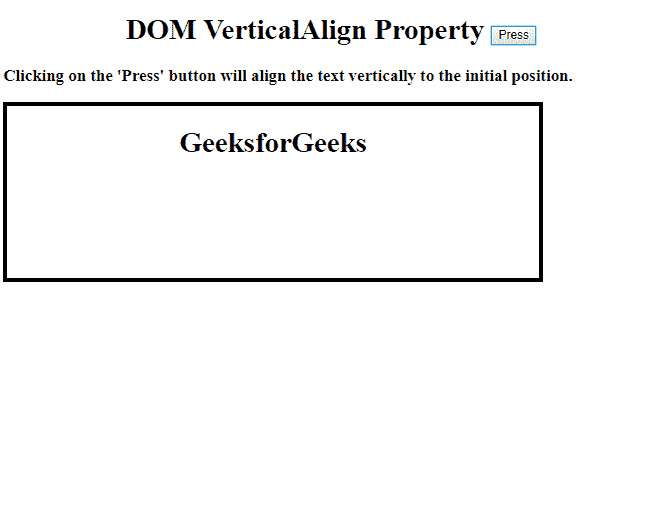 DOM VerticalAlign Property Press
Clicking on the 'Press' button will align the text vertically to the initial position.
GeeksforGeeks